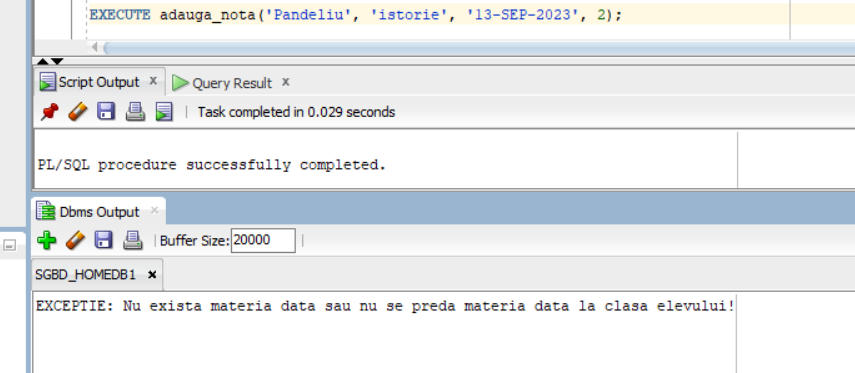 EXECUTE adauga_nota('Pandeliu', 'istorie', '13-SEP-2023', 2);
Script Output x Query Result x
Task completed in 0.029 seconds
PL/SQL procedure successfully completed.
Dbms Output x
Buffer Size: 20000
SGBD_HOMEDB1 x
EXCEPTIE: Nu exista materia data sau nu se preda materia data la clasa elevului!